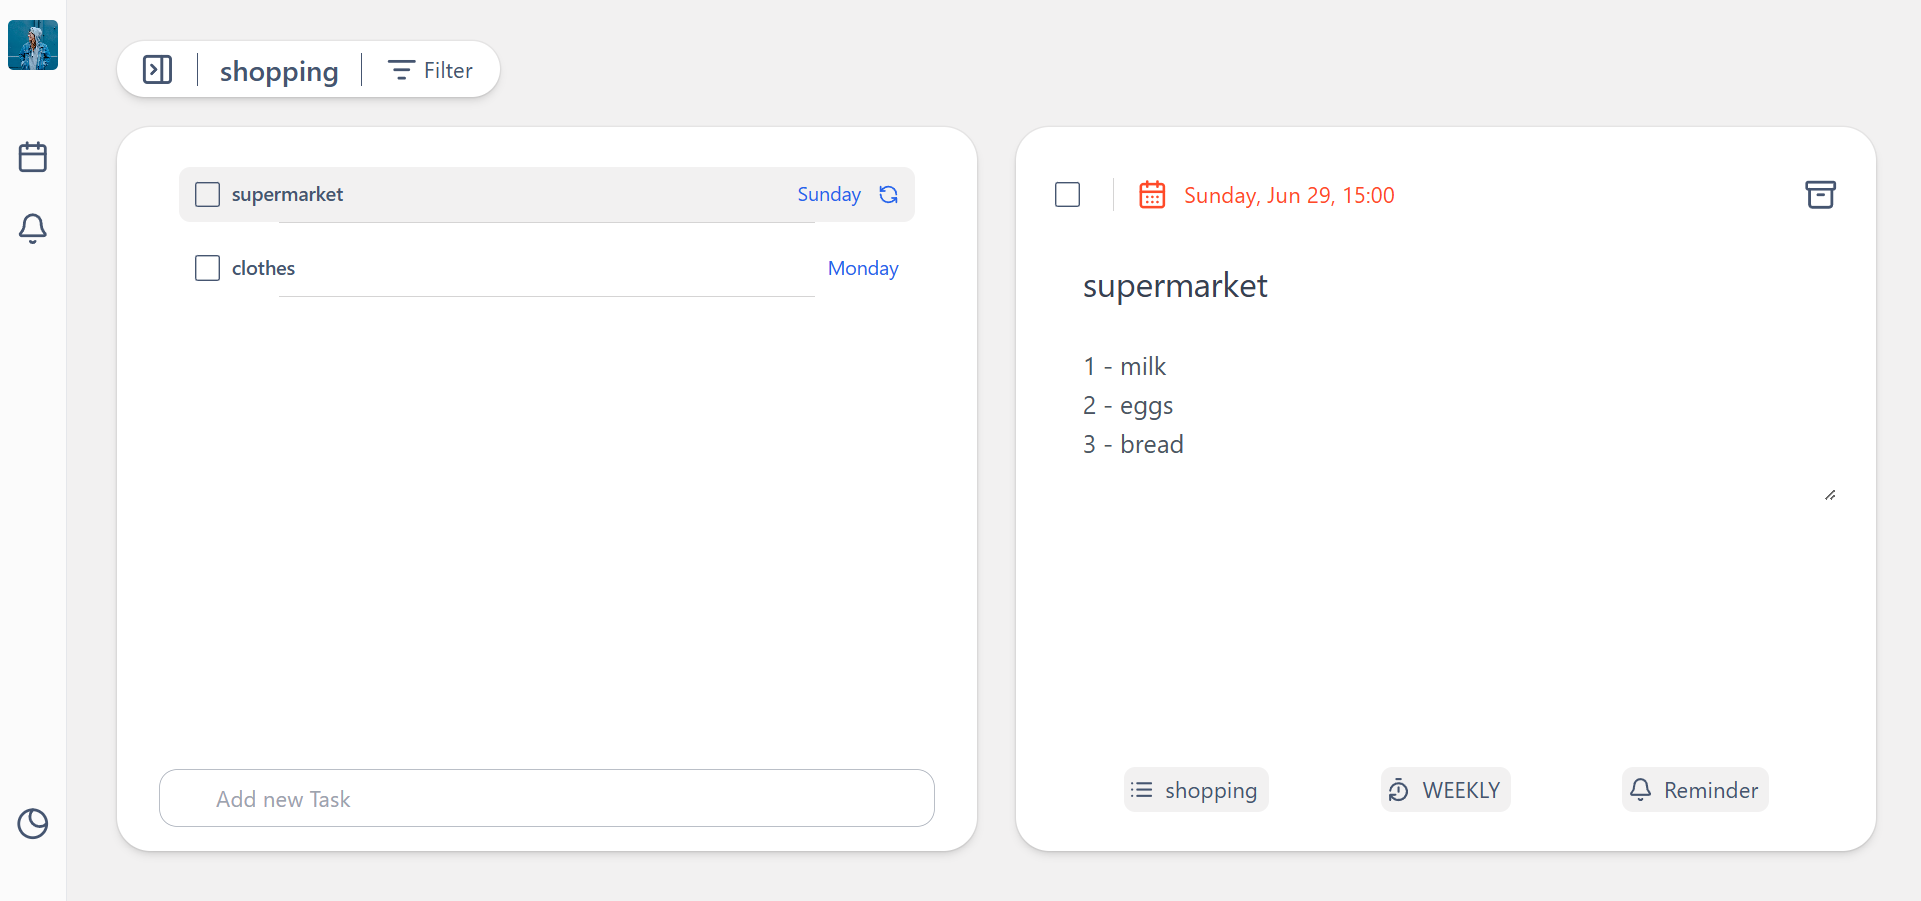 shopping
Filter
supermarket
Sunday
clothes
Monday
Add new Task
Sunday, Jun 29, 15:00
supermarket
1 - milk
2 - eggs
3 - bread
shopping
WEEKLY
Reminder